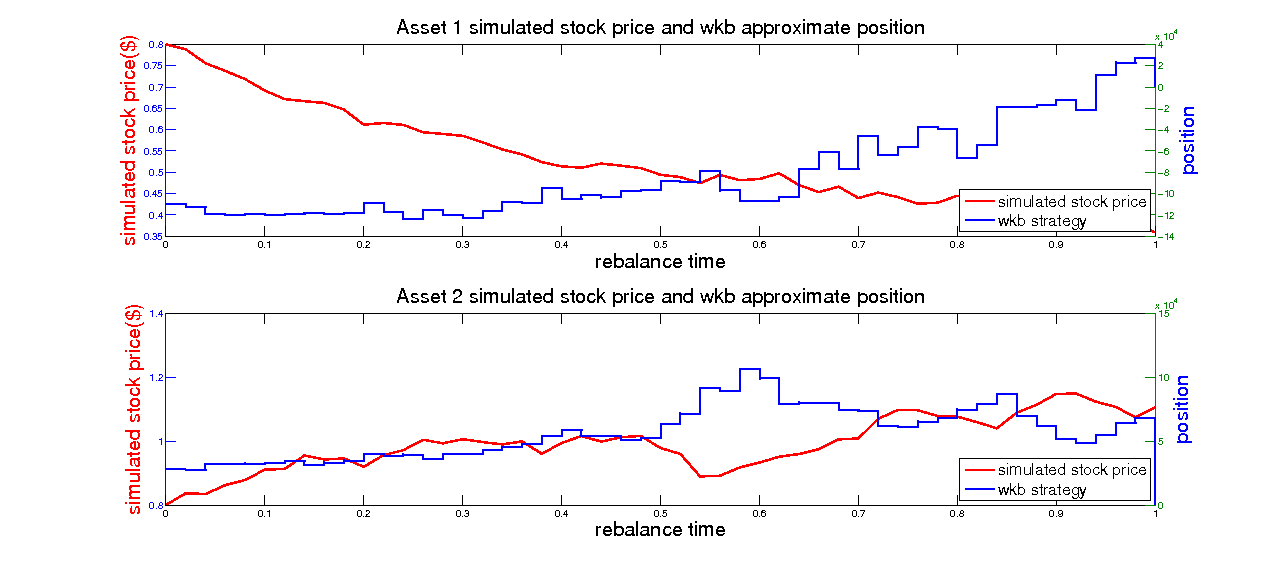 Asset 1 simulated stock price and wkb approximate position
x 10^4
simulated stock price($)
0.8
0.75
0.7
0.65
0.6
0.55
0.5
0.45
0.4
0.35
4
2
0
-2
-4
-6
-8
-10
-12
-14
position
simulated stock price
wkb strategy
0 0.1 0.2 0.3 0.4 0.5 0.6 0.7 0.8 0.9 1
rebalance time
Asset 2 simulated stock price and wkb approximate position
x 10^4
simulated stock price($)
1.4
1.2
1
0.8
15
10
5
0
position
simulated stock price
wkb strategy
0 0.1 0.2 0.3 0.4 0.5 0.6 0.7 0.8 0.9 1
rebalance time